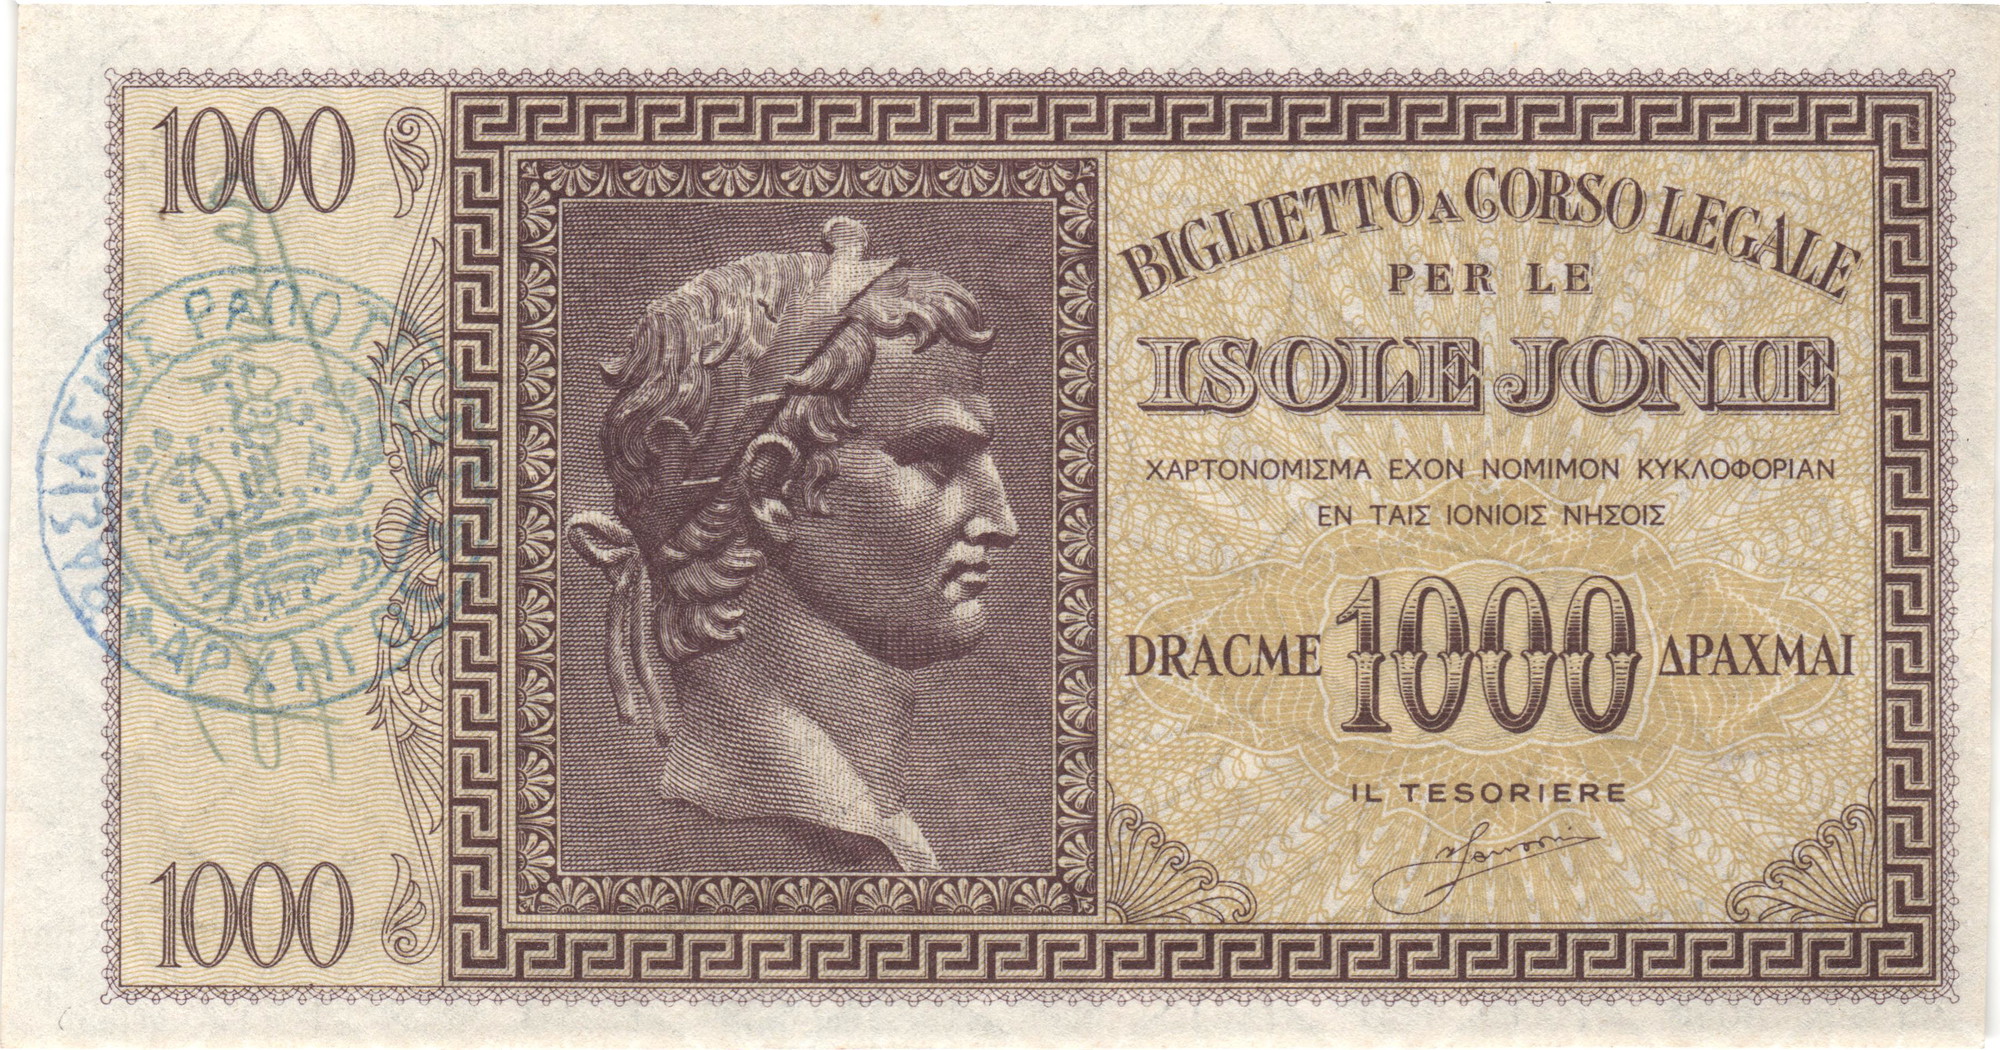 1000
BIGLIETTO A CORSO LEGALE
PER LE
ISOLE JONIE
ΧΑΡΤΟΝΟΜΙΣΜΑ ΕΧΟΝ ΝΟΜΙΜΟΝ ΚΥΚΛΟΦΟΡΙΑΝ
ΕΝ ΤΑΙΣ ΙΟΝΙΟΙΣ ΝΗΣΟΙΣ
DRACME 1000 ΔΡΑΧΜΑΙ
IL TESORIERE
1000